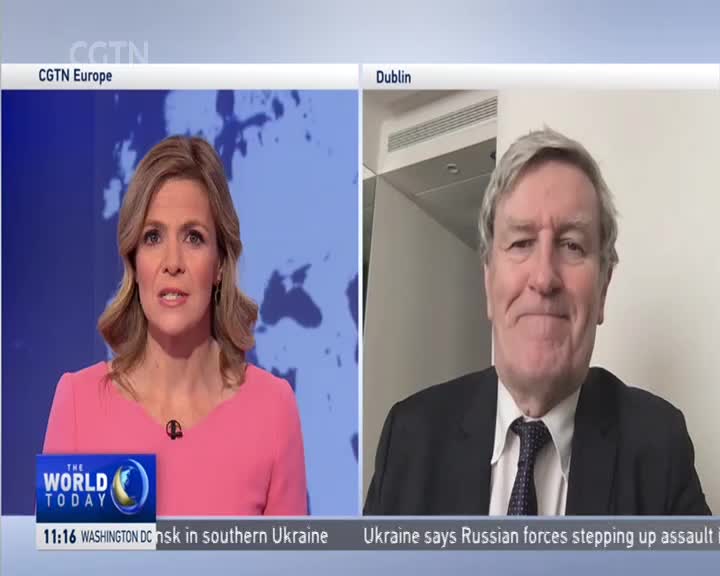 CGTN
CGTN Europe
Dublin
THE
WORLD
TODAY
11:16 WASHINGTON DC
nsk in southern Ukraine Ukraine says Russian forces stepping up assault i